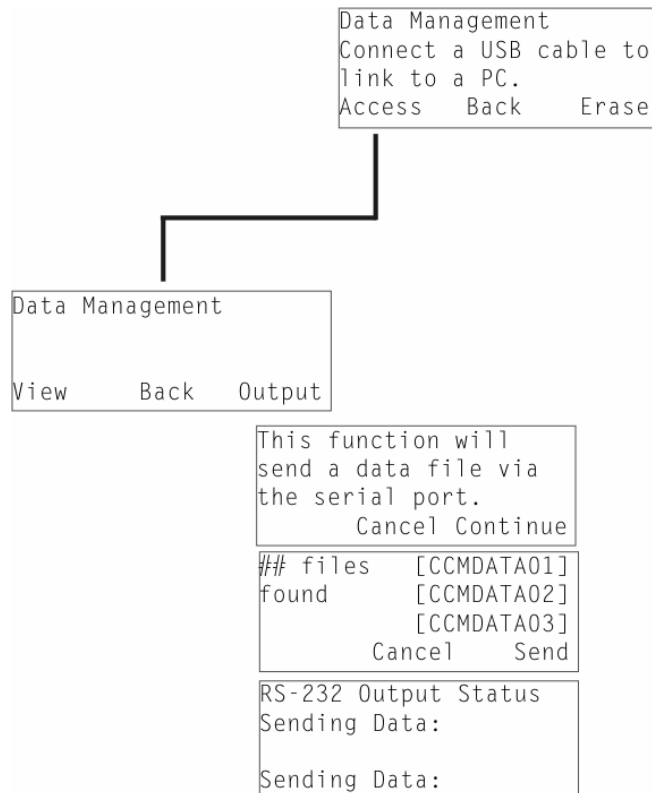 Data Management
Connect a USB cable to
link to a PC.
Access Back Erase
Data Management
View Back Output
This function will
send a data file via
the serial port.
Cancel Continue
## files [CCMDATA01]
found [CCMDATA02]
[CCMDATA03]
Cancel Send
RS-232 Output Status
Sending Data:
Sending Data: